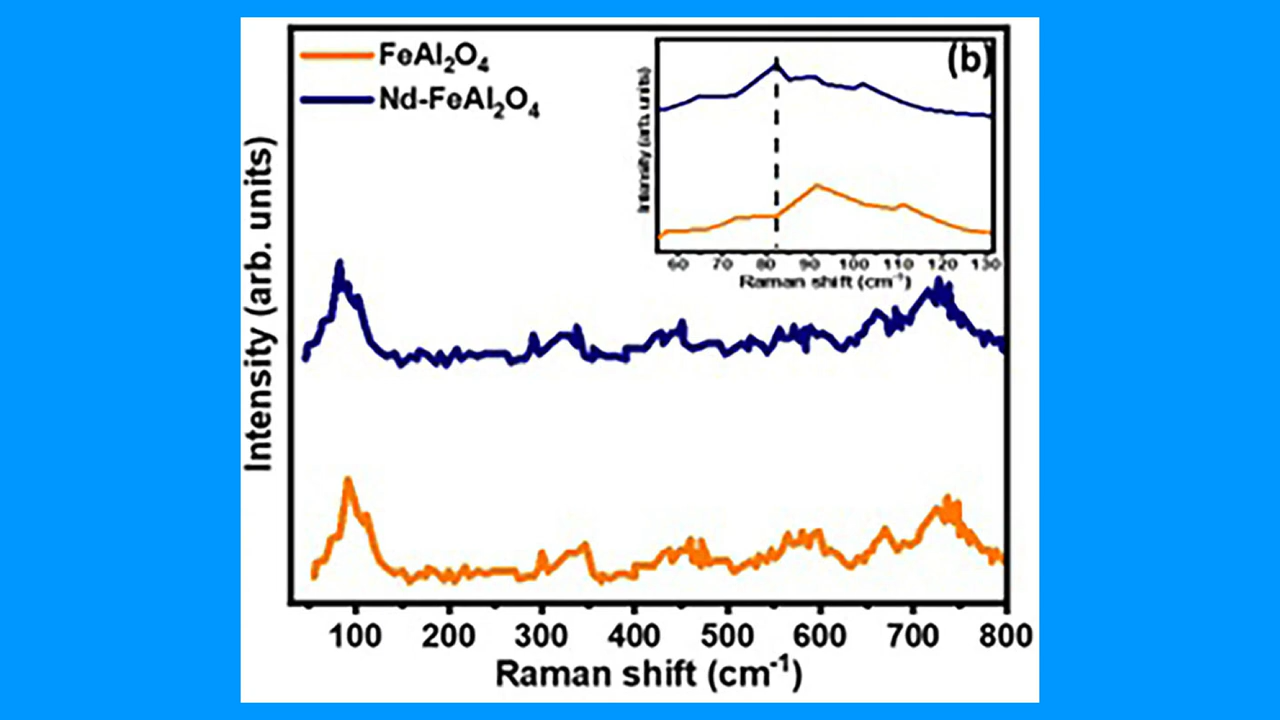 FeAl₂O₄
Nd-FeAl₂O₄
(b)
Intensity (arb. units)
60 70 80 90 100 110 120 130
Raman shift (cm⁻¹)
Intensity (arb. units)
100 200 300 400 500 600 700 800
Raman shift (cm⁻¹)